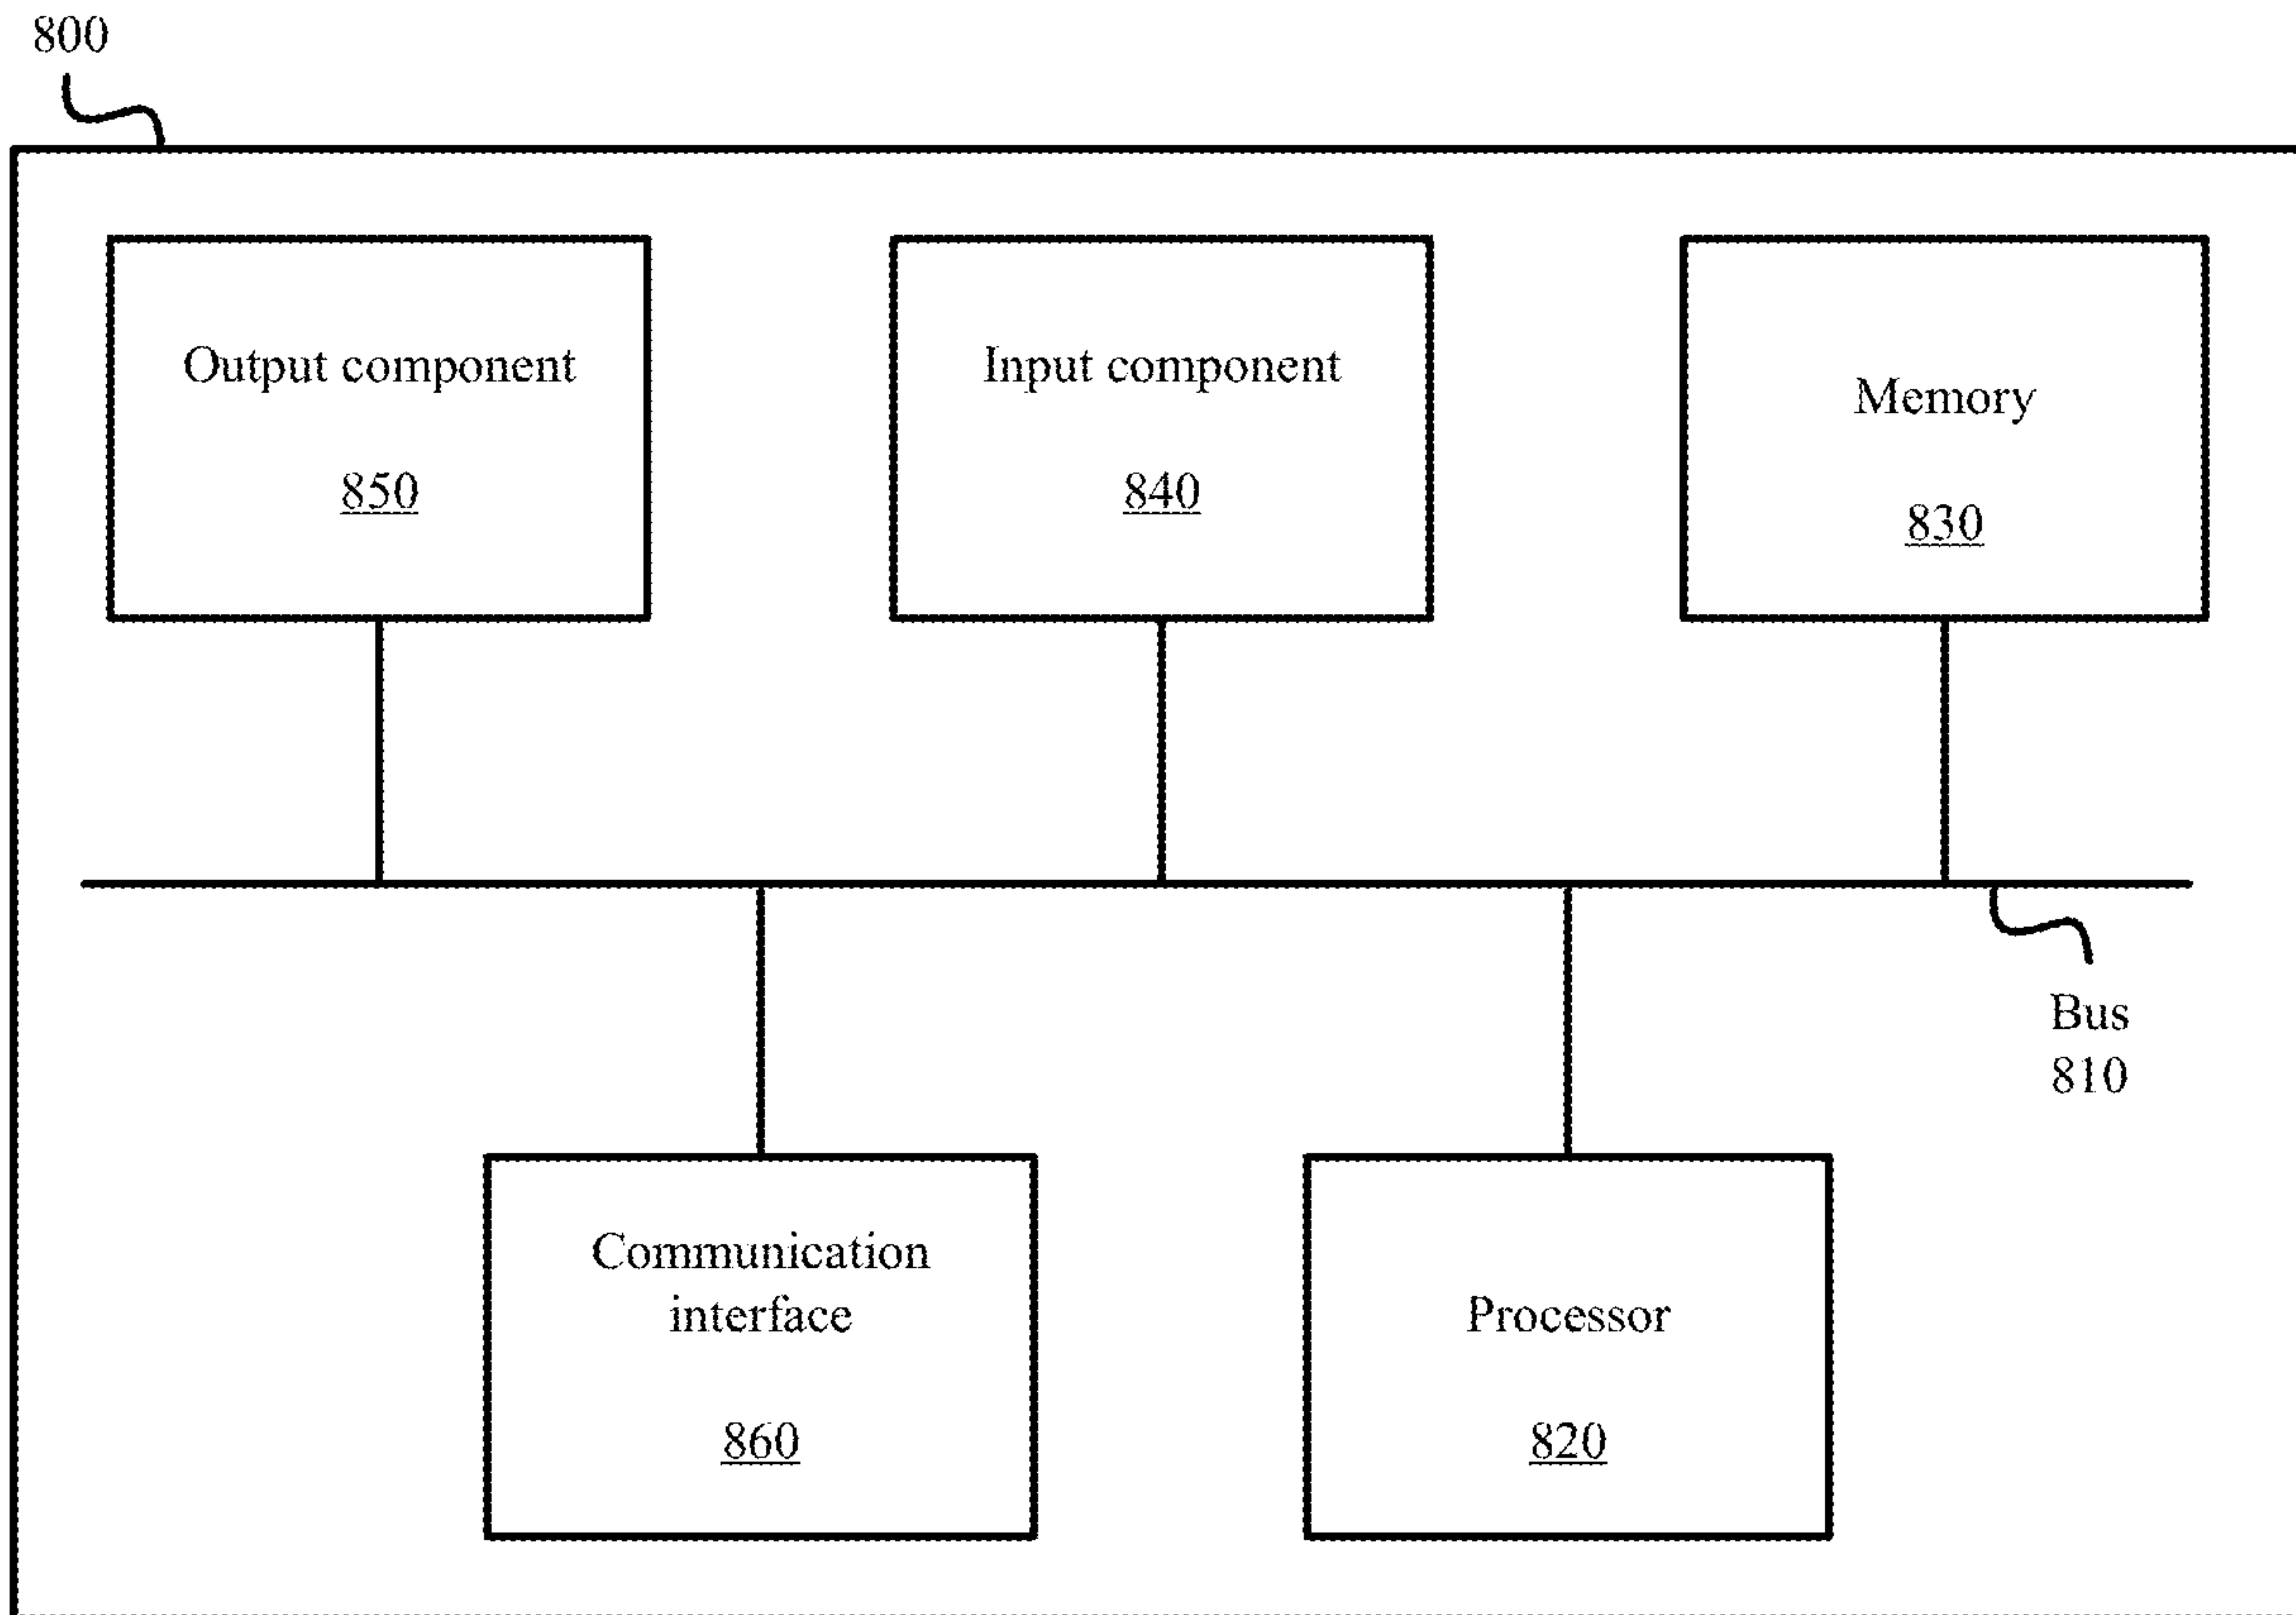 800
Output component
850
Input component
840
Memory
830
Bus
810
Communication
interface
860
Processor
820